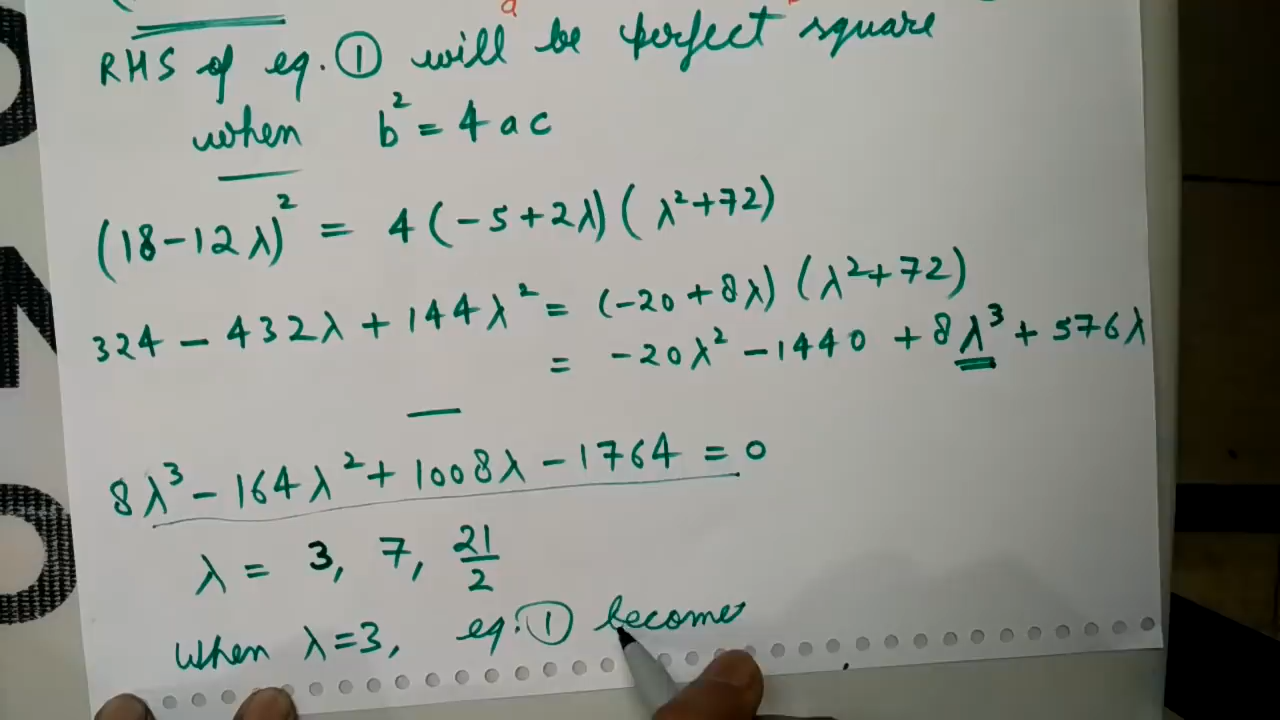 a
RHS of eq. ① will be perfect square
when b² = 4ac
(18-12λ)² = 4(-5+2λ)(λ²+72)
324 - 432λ + 144λ² = (-20+8λ)(λ²+72)
= -20λ² - 1440 + 8λ³ + 576λ
8λ³ - 164λ² + 1008λ - 1764 = 0
λ = 3, 7, 21/2
When λ=3, eq. ① become